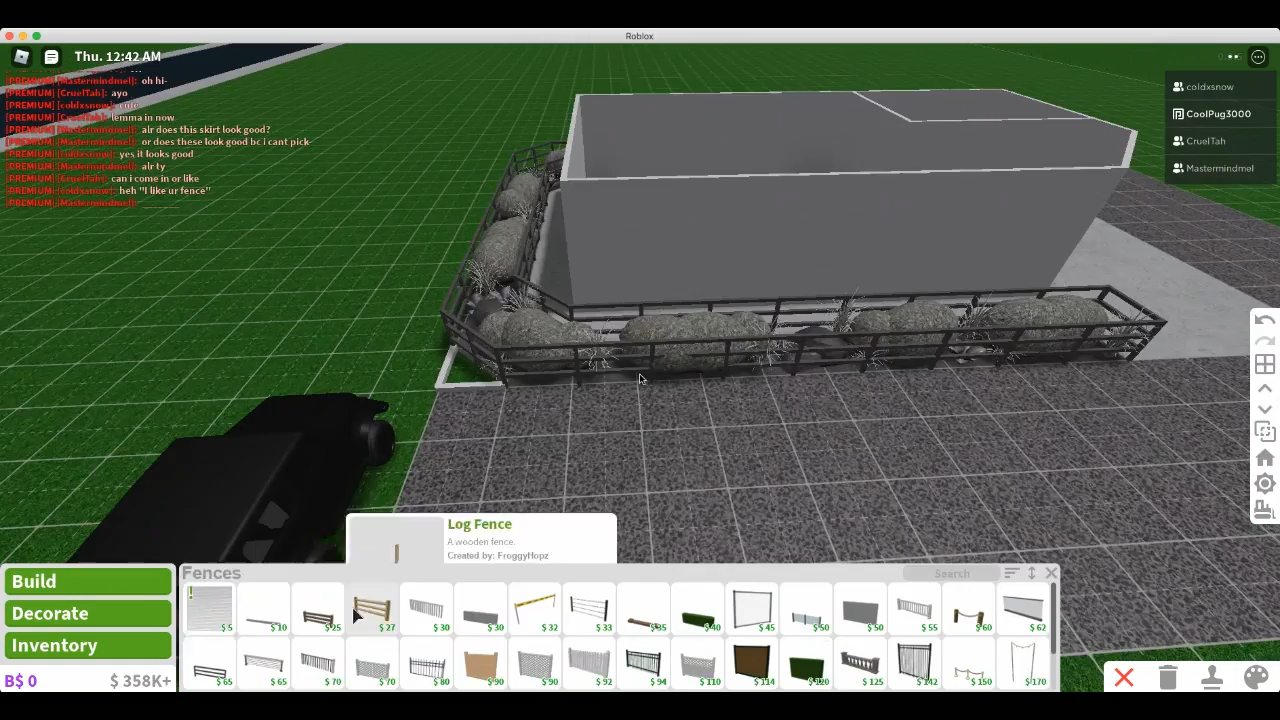 Roblox
Thu. 12:42 AM
[PREMIUM] [Mastermindmel]: oh hi-
[PREMIUM] [CruelTah]: ayo
[PREMIUM] [coldxsnow]: cute
[PREMIUM] [CruelTah]: lemma in now
[PREMIUM] [Mastermindmel]: alr does this skirt look good?
[PREMIUM] [Mastermindmel]: or does these look good bc i cant pick-
[PREMIUM] [coldxsnow]: yes it looks good
[PREMIUM] [Mastermindmel]: alr ty
[PREMIUM] [CruelTah]: can i come in or like
[PREMIUM] [coldxsnow]: heh "I like ur fence"
[PREMIUM] [Mastermindmel]:
coldxsnow
CoolPug3000
CruelTah
Mastermindmel
Log Fence
A wooden fence.
Created by: FroggyHopz
Build
Decorate
Inventory
B$ 0 $ 358K+
Fences Search
$ 5 $ 10 $ 25 $ 27 $ 30 $ 30 $ 32 $ 33 $ 35 $ 40 $ 45 $ 50 $ 50 $ 55 $ 60 $ 62
$ 65 $ 65 $ 70 $ 70 $ 80 $ 90 $ 90 $ 92 $ 94 $ 110 $ 114 $ 120 $ 125 $ 142 $ 150 $ 170